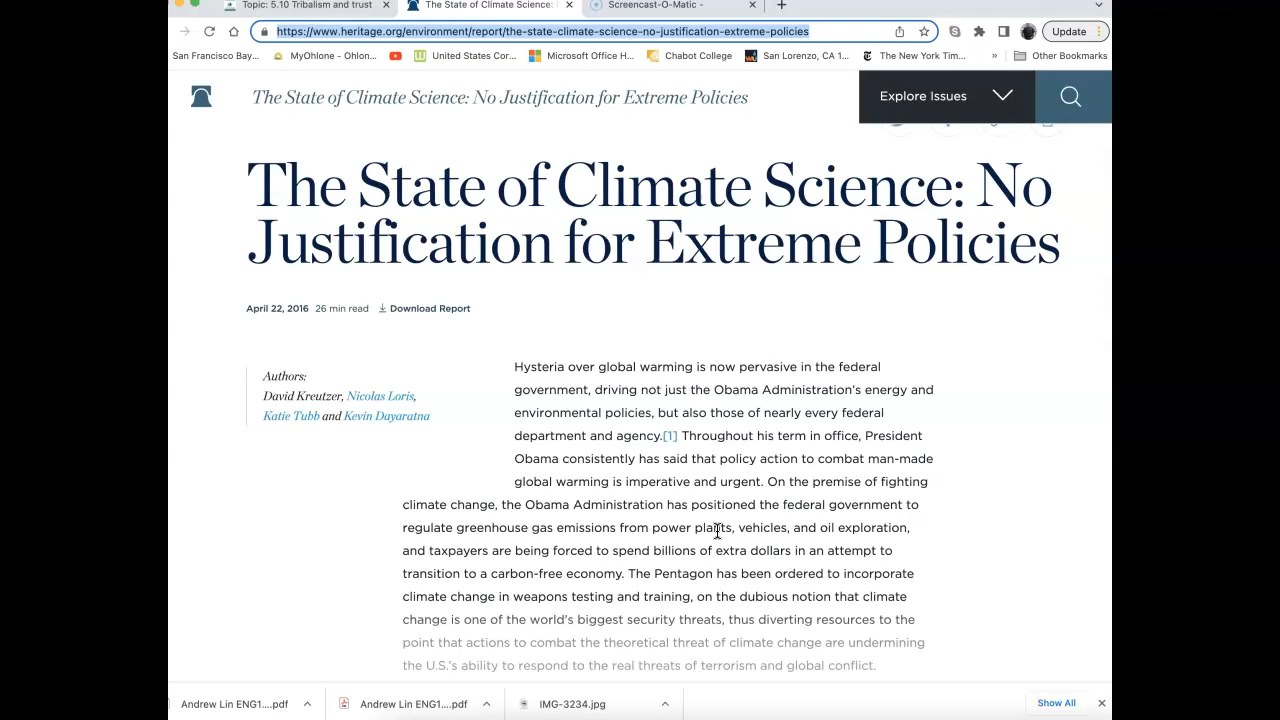 Topic: 5.10 Tribalism and trust
The State of Climate Science:
Screencast-O-Matic -
https://www.heritage.org/environment/report/the-state-climate-science-no-justification-extreme-policies
Update
San Francisco Bay...
MyOhlone - Ohlon...
United States Cor...
Microsoft Office H...
Chabot College
San Lorenzo, CA 1...
The New York Tim...
»
Other Bookmarks
The State of Climate Science: No Justification for Extreme Policies
Explore Issues
The State of Climate Science: No
Justification for Extreme Policies
April 22, 2016 26 min read Download Report
Authors:
David Kreutzer, Nicolas Loris,
Katie Tubb and Kevin Dayaratna
Hysteria over global warming is now pervasive in the federal
government, driving not just the Obama Administration's energy and
environmental policies, but also those of nearly every federal
department and agency.[1] Throughout his term in office, President
Obama consistently has said that policy action to combat man-made
global warming is imperative and urgent. On the premise of fighting
climate change, the Obama Administration has positioned the federal government to
regulate greenhouse gas emissions from power plants, vehicles, and oil exploration,
and taxpayers are being forced to spend billions of extra dollars in an attempt to
transition to a carbon-free economy. The Pentagon has been ordered to incorporate
climate change in weapons testing and training, on the dubious notion that climate
change is one of the world's biggest security threats, thus diverting resources to the
point that actions to combat the theoretical threat of climate change are undermining
the U.S.'s ability to respond to the real threats of terrorism and global conflict.
Andrew Lin ENG1....pdf
Andrew Lin ENG1....pdf
IMG-3234.jpg
Show All